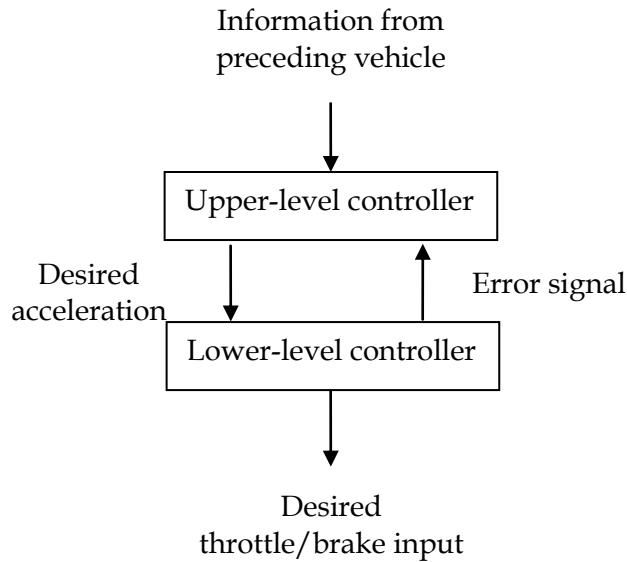 Information from
preceding vehicle
Upper-level controller
Desired
acceleration
Error signal
Lower-level controller
Desired
throttle/brake input